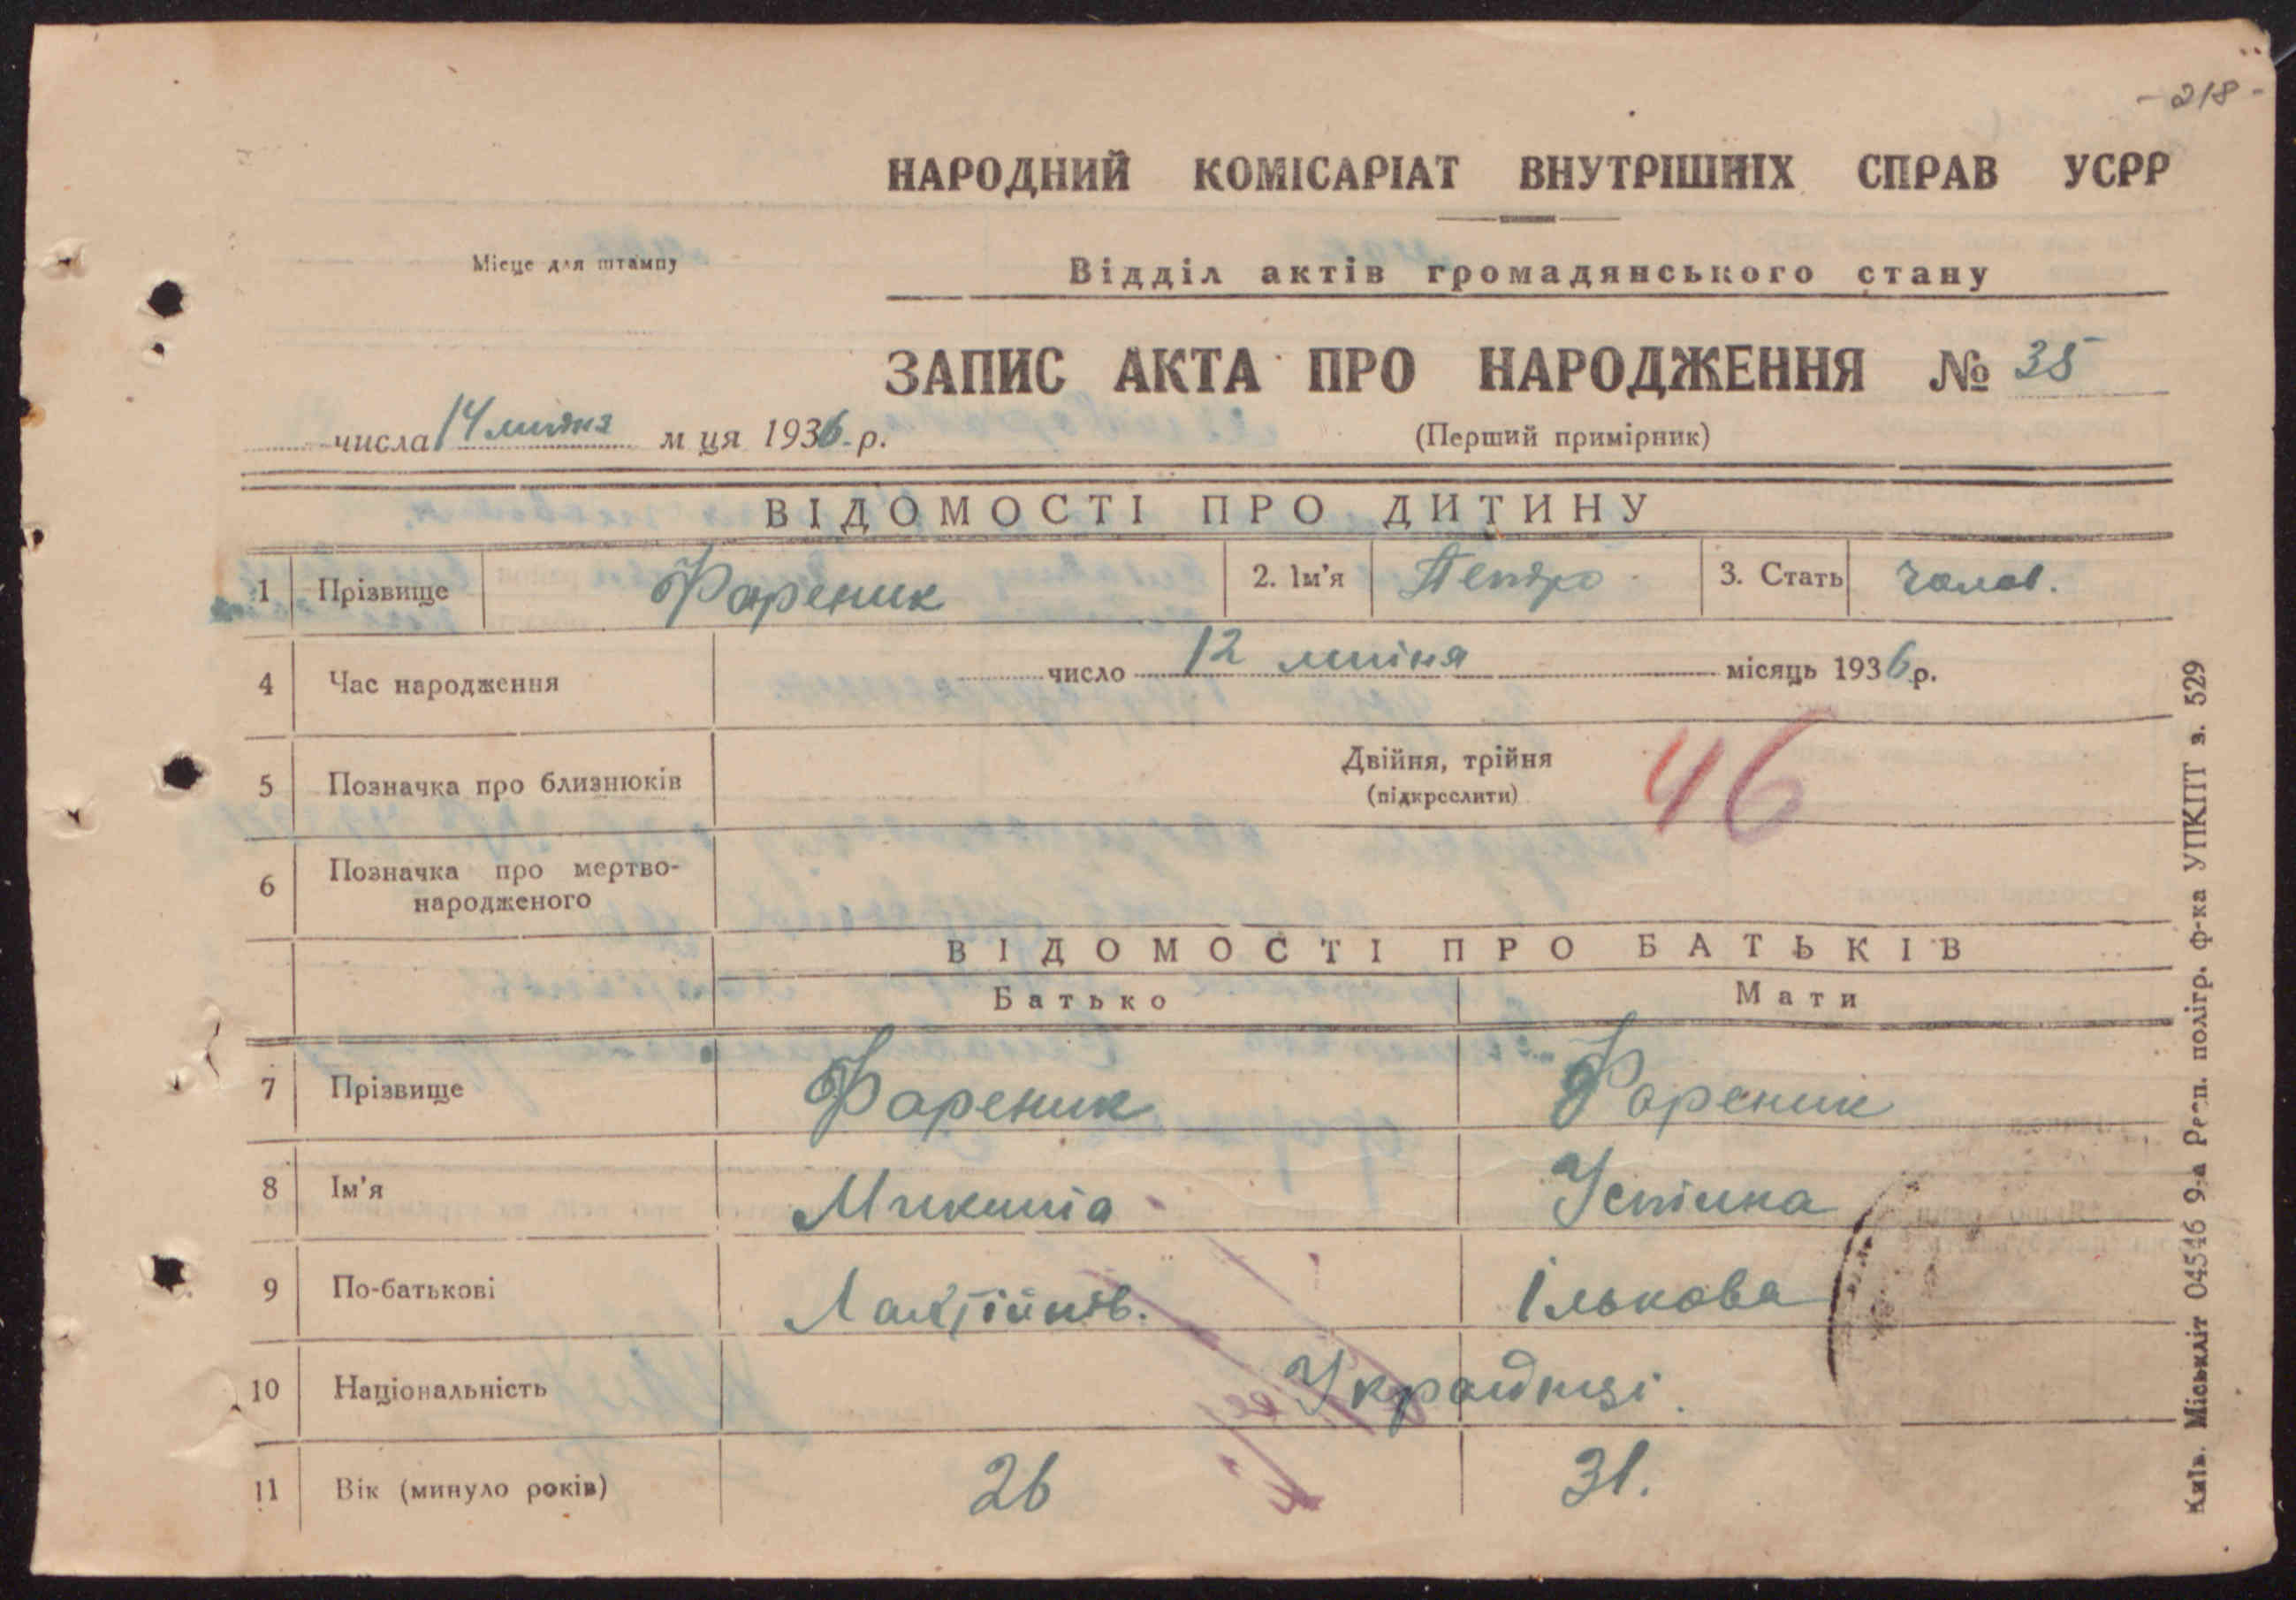 - 218 -
НАРОДНИЙ КОМІСАРІАТ ВНУТРІШНІХ СПРАВ УСРР
Місце для штампу
Відділ актів громадянського стану
ЗАПИС АКТА ПРО НАРОДЖЕННЯ № 35
числа 14 липня м ця 1936 р.
(Перший примірник)
ВІДОМОСТІ ПРО ДИТИНУ
1 Прізвище Фареник 2. Ім'я Петро 3. Стать чолов.
4 Час народження число 12 липня місяць 1936 р.
5 Позначка про близнюків Двійня, трійня
(підкреслити)
46
6 Позначка про мертво-
народженого
ВІДОМОСТІ ПРО БАТЬКІВ
Батько Мати
7 Прізвище Фареник Фареник
8 Ім'я Микита Устина
9 По-батькові Ількова
10 Національність Українці.
11 Вік (минуло років) 26 31.
Київ. Міськліт 04546 9-а Респ. полігр. ф-ка УПКПТ з. 529